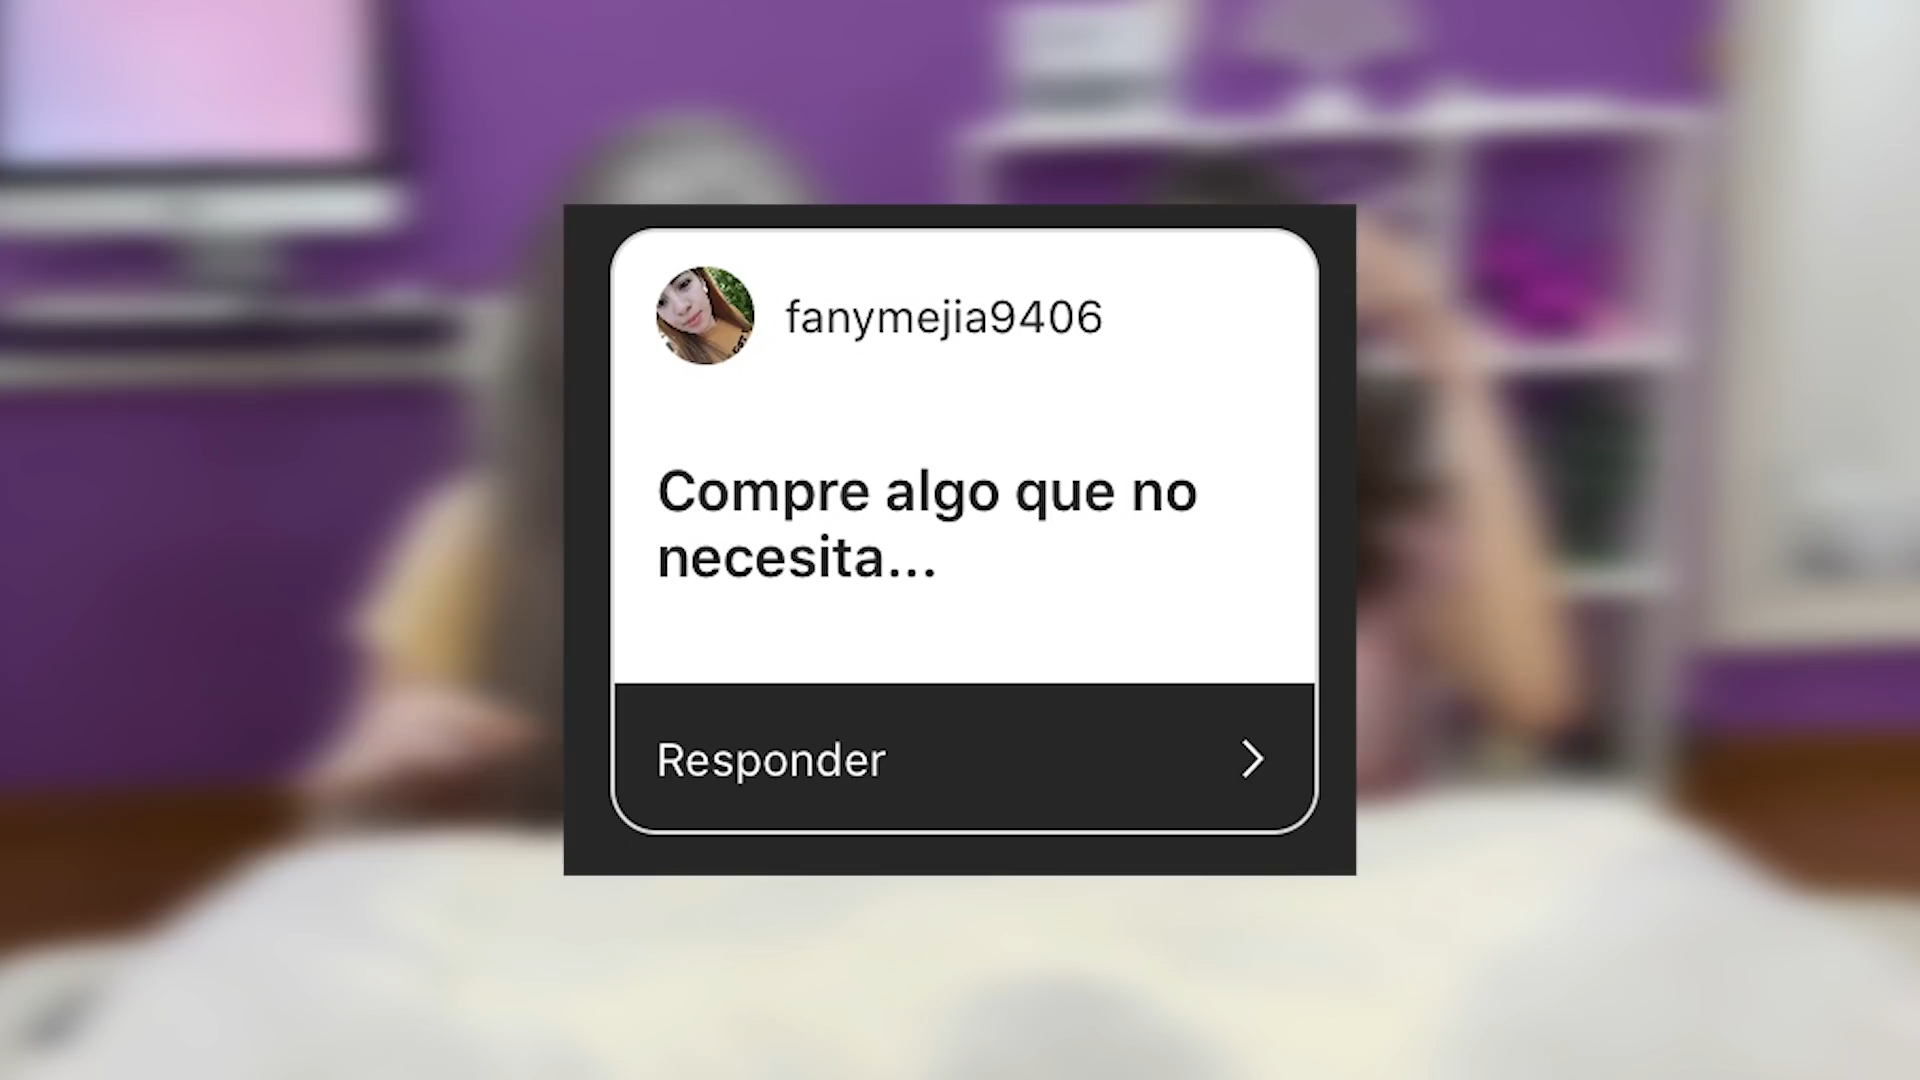 fanymejia9406
Compre algo que no
necesita...
Responder